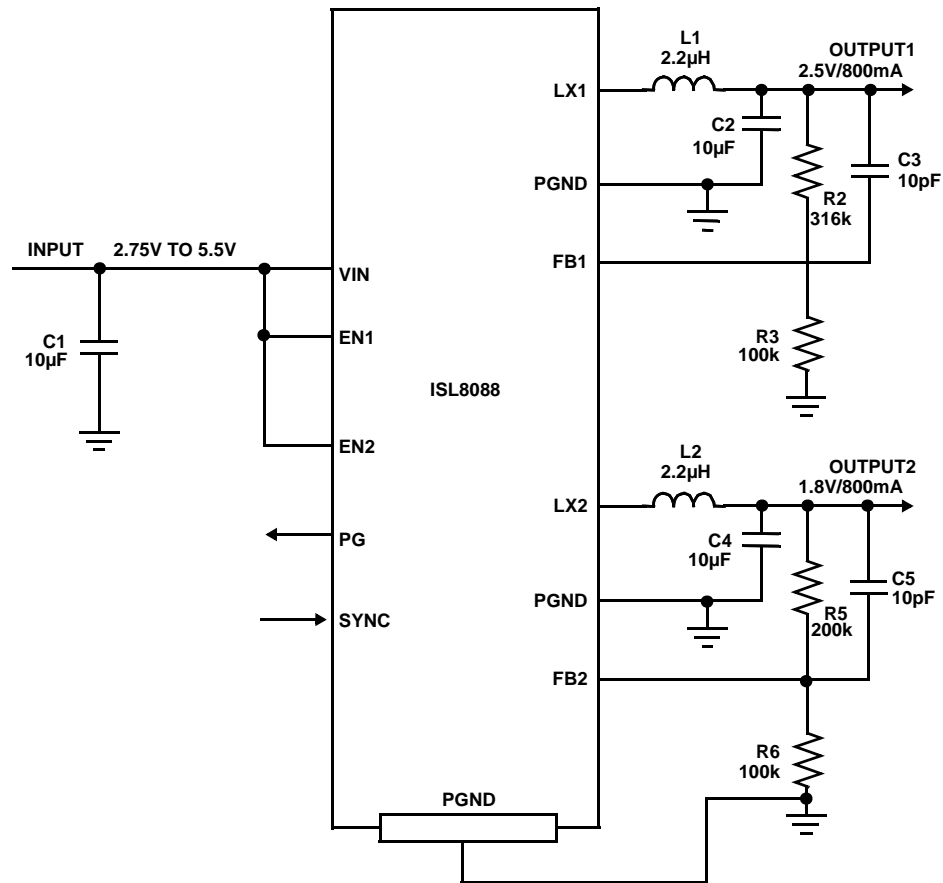 L1
2.2µH
OUTPUT1
2.5V/800mA
LX1
C2
10µF
C3
10pF
PGND
R2
316k
INPUT
2.75V TO 5.5V
FB1
VIN
C1
10µF
EN1
R3
100k
ISL8088
EN2
L2
2.2µH
OUTPUT2
1.8V/800mA
LX2
PG
C4
10µF
C5
10pF
PGND
R5
200k
SYNC
FB2
R6
100k
PGND